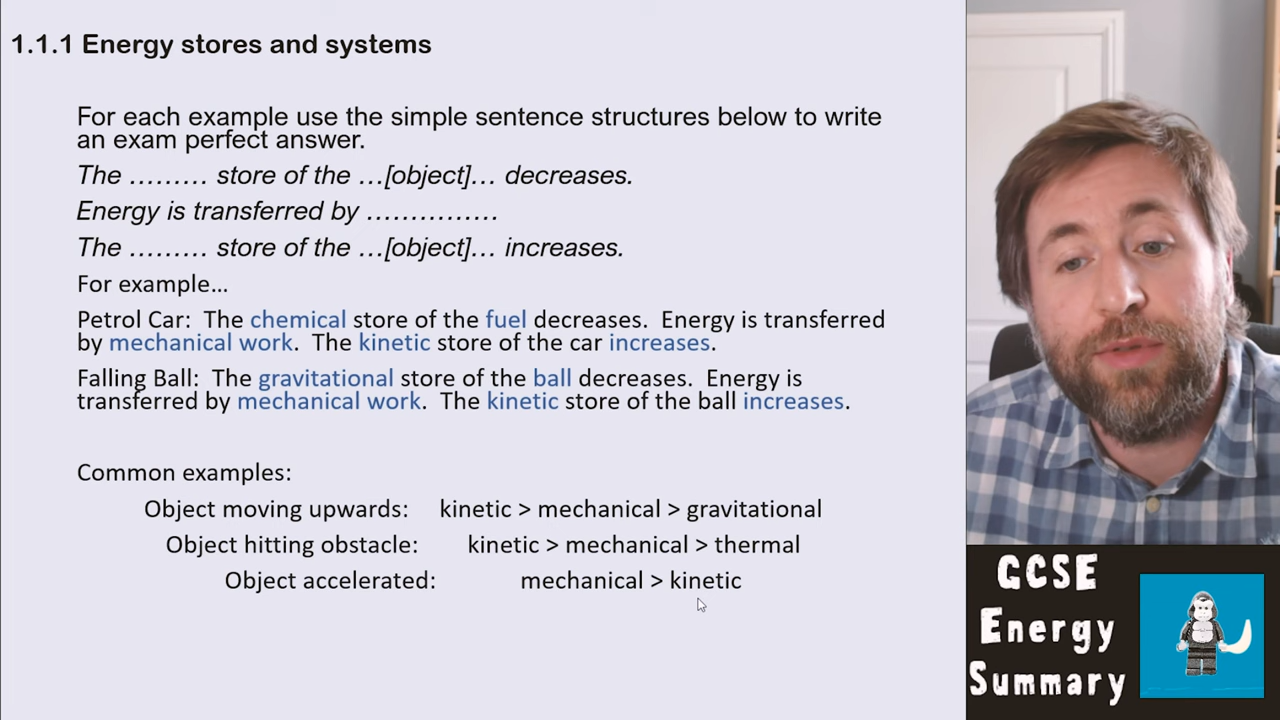 1.1.1 Energy stores and systems
For each example use the simple sentence structures below to write
an exam perfect answer.
The ……… store of the …[object]… decreases.
Energy is transferred by ……………
The ……… store of the …[object]… increases.
For example…
Petrol Car:  The chemical store of the fuel decreases.  Energy is transferred
by mechanical work.  The kinetic store of the car increases.
Falling Ball:  The gravitational store of the ball decreases.  Energy is
transferred by mechanical work.  The kinetic store of the ball increases.
Common examples:
Object moving upwards: kinetic > mechanical > gravitational
Object hitting obstacle: kinetic > mechanical > thermal
Object accelerated: mechanical > kinetic
GCSE
Energy
Summary